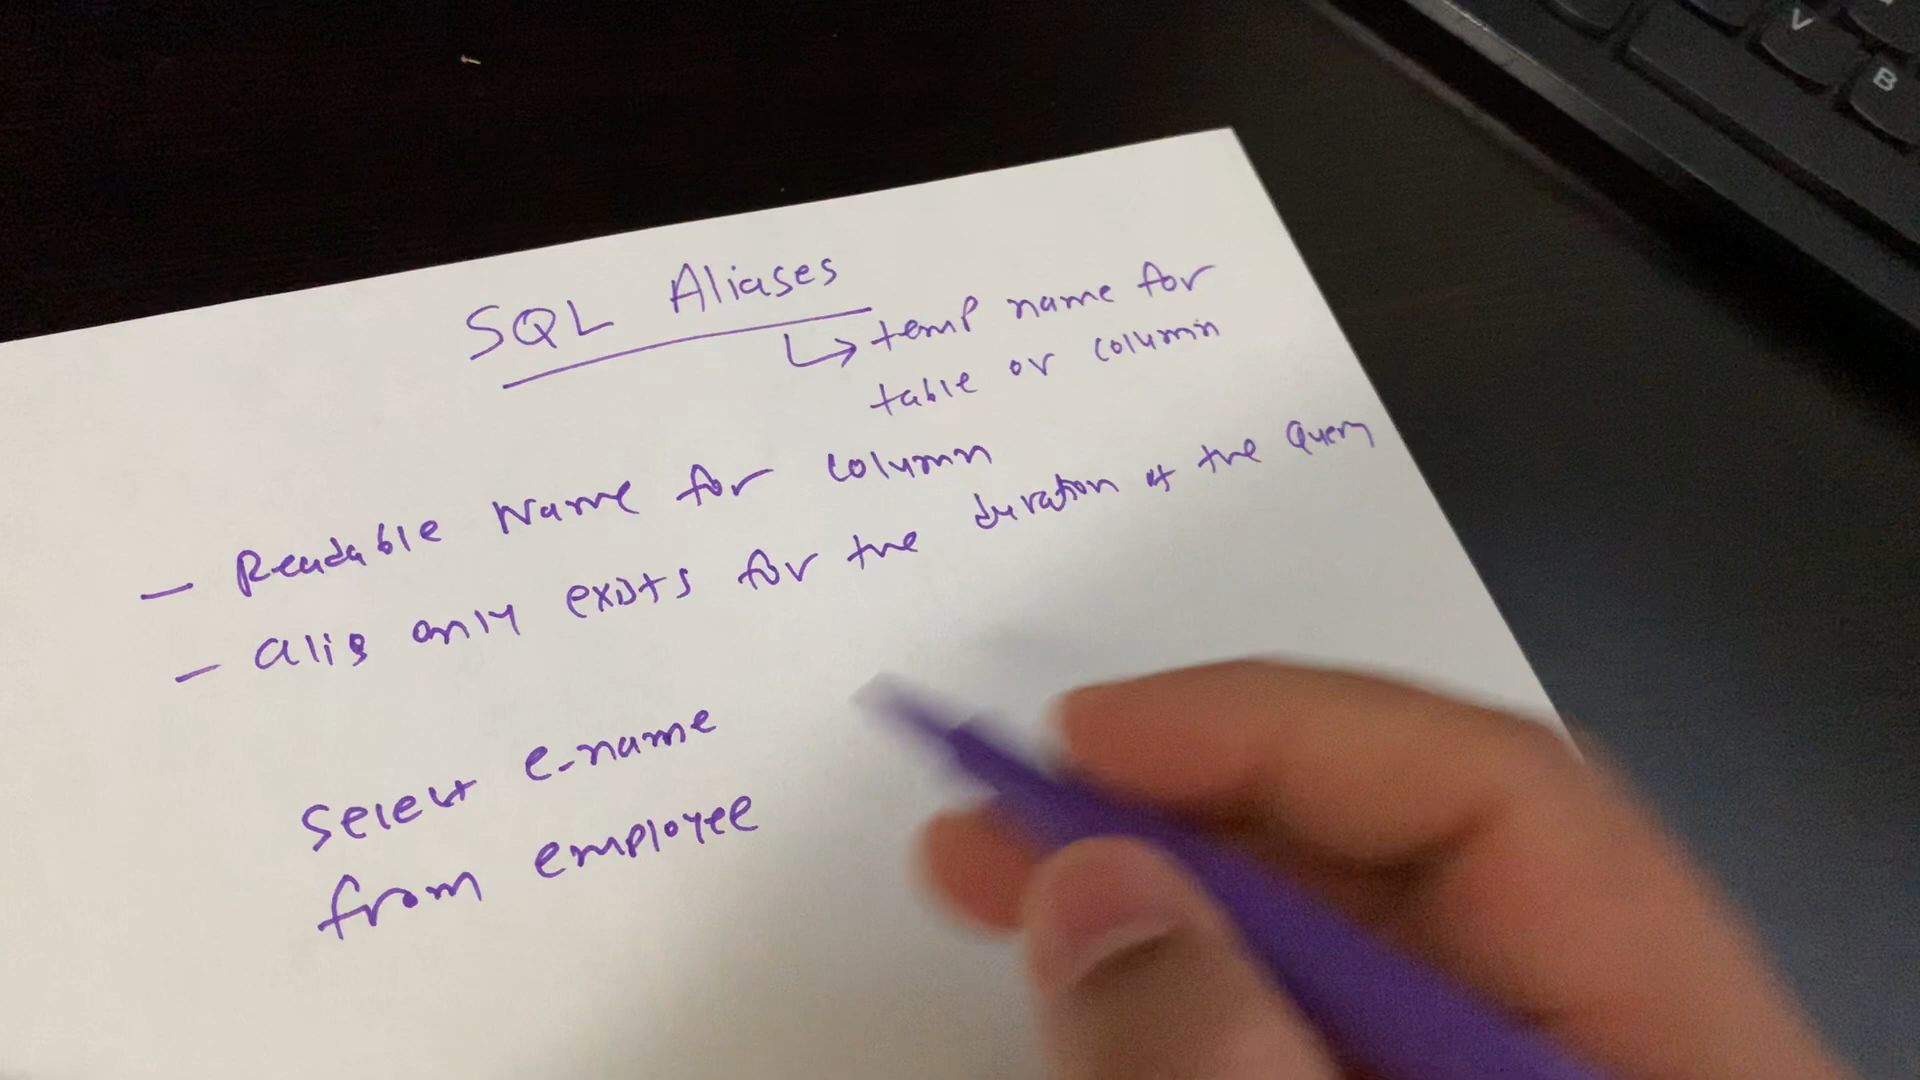 SQL Aliases
↳ temp name for
table or column
- Readable Name for column
- alis only exists for the duration of the Query
Select e-name
from employee
V
B